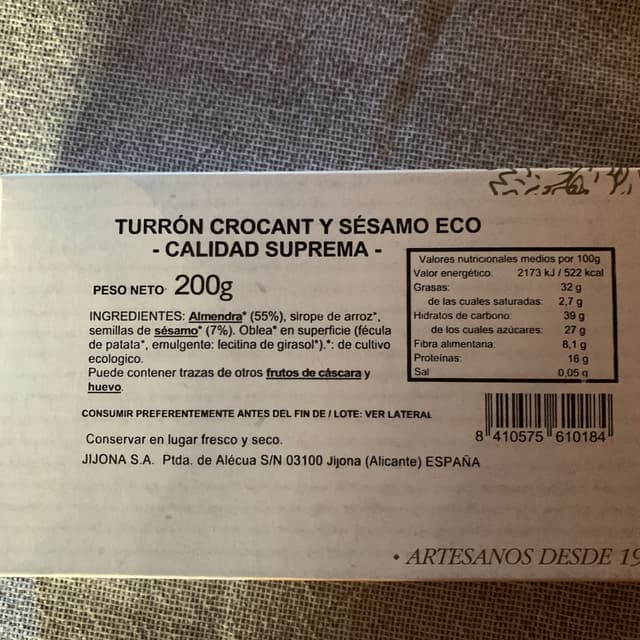 TURRÓN CROCANT Y SÉSAMO ECO
- CALIDAD SUPREMA -
PESO NETO: 200g
INGREDIENTES: Almendra* (55%), sirope de arroz*,
semillas de sésamo* (7%). Oblea* en superficie (fécula
de patata*, emulgente: lecitina de girasol*).*: de cultivo
ecologico.
Puede contener trazas de otros frutos de cáscara y
huevo.
CONSUMIR PREFERENTEMENTE ANTES DEL FIN DE / LOTE: VER LATERAL
Conservar en lugar fresco y seco.
JIJONA S.A. Ptda. de Alécua S/N 03100 Jijona (Alicante) ESPAÑA
Valores nutricionales medios por 100g
Valor energético: 2173 kJ / 522 kcal
Grasas: 32 g
de las cuales saturadas: 2,7 g
Hidratos de carbono: 39 g
de los cuales azúcares: 27 g
Fibra alimentaria: 8,1 g
Proteínas: 16 g
Sal 0,05 g
8 410575 610184
• ARTESANOS DESDE 19